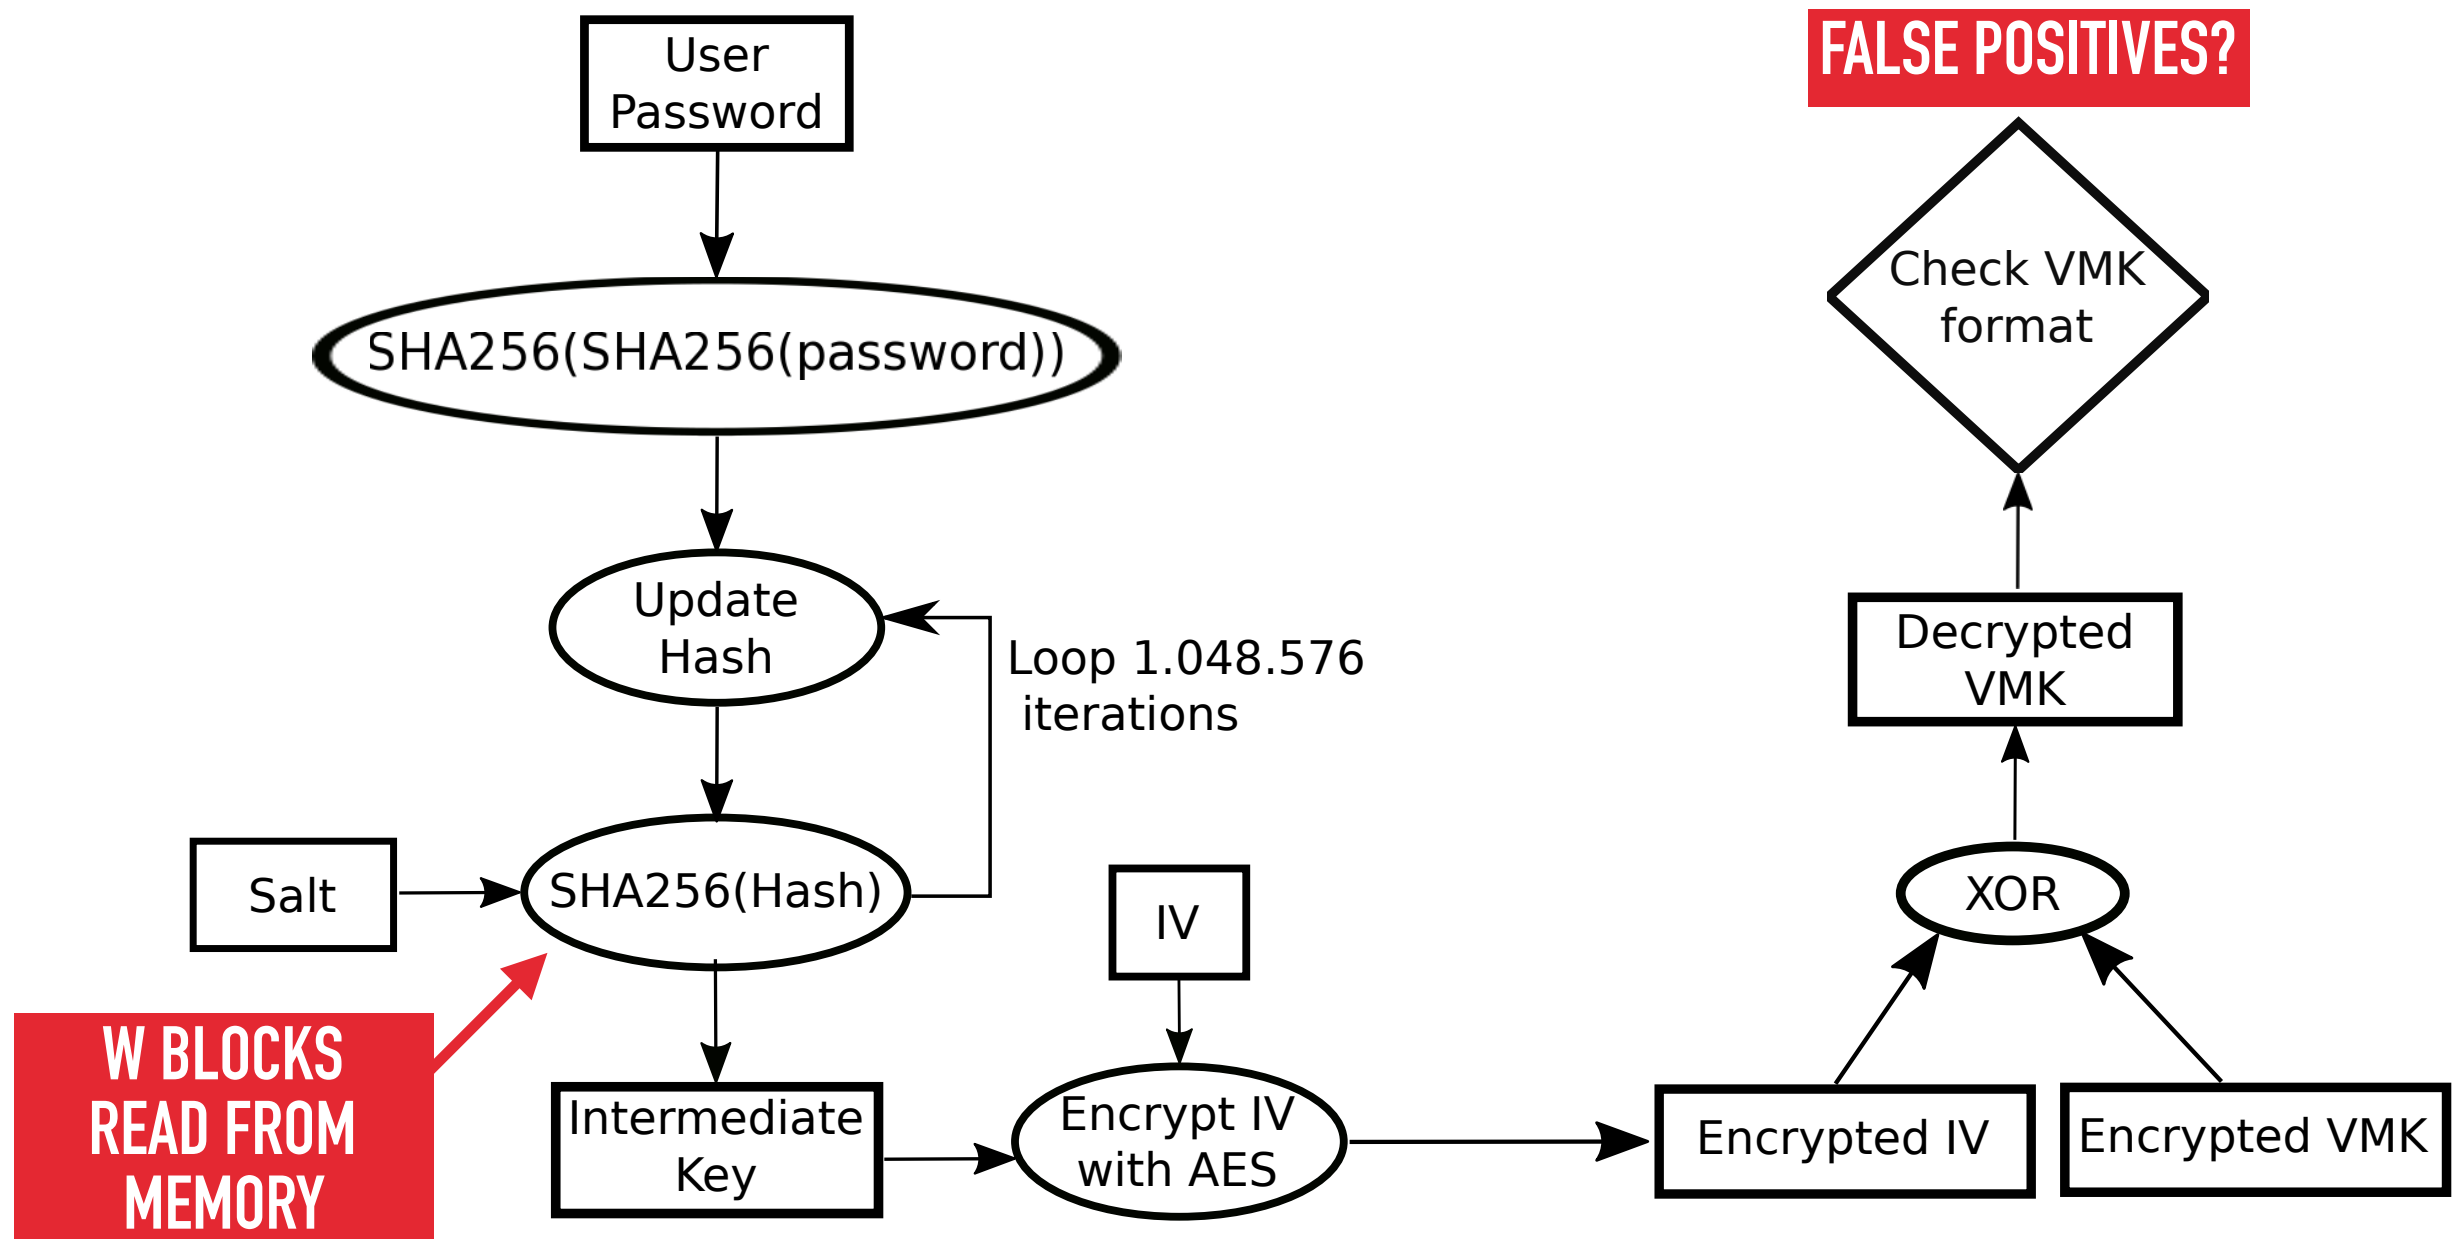 User
Password
SHA256(SHA256(password))
Update
Hash
Loop 1.048.576
iterations
Salt
SHA256(Hash)
W BLOCKS
READ FROM
MEMORY
Intermediate
Key
IV
Encrypt IV
with AES
Encrypted IV
Encrypted VMK
XOR
Decrypted
VMK
Check VMK
format
FALSE POSITIVES?